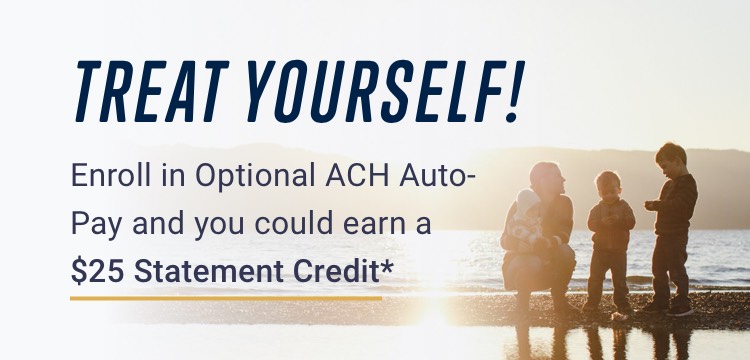 TREAT YOURSELF!
Enroll in Optional ACH Auto-
Pay and you could earn a
$25 Statement Credit*